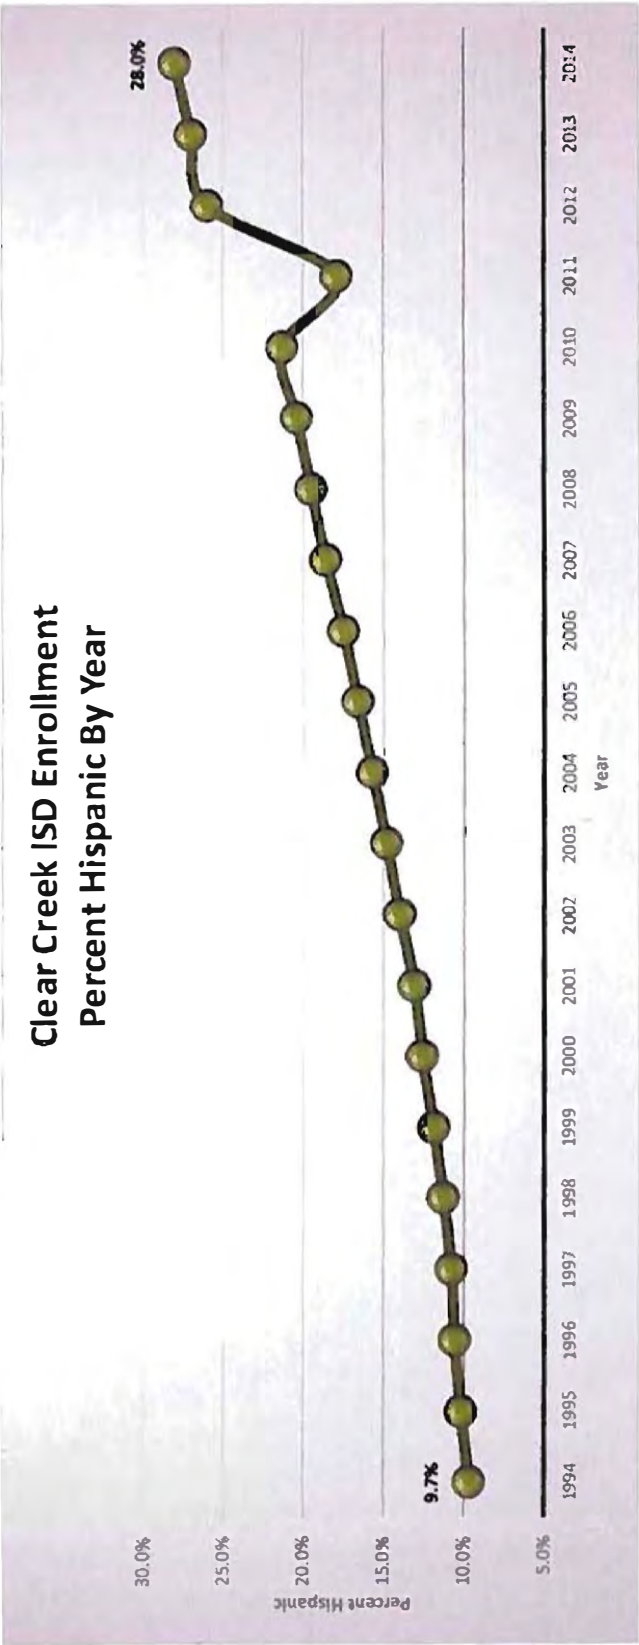 Clear Creek ISD Enrollment
Percent Hispanic By Year
30.0%
25.0%
20.0%
15.0%
10.0%
5.0%
Percent Hispanic
9.7%
28.0%
1994 1995 1996 1997 1998 1999 2000 2001 2002 2003 2004 2005 2006 2007 2008 2009 2010 2011 2012 2013 2014
Year